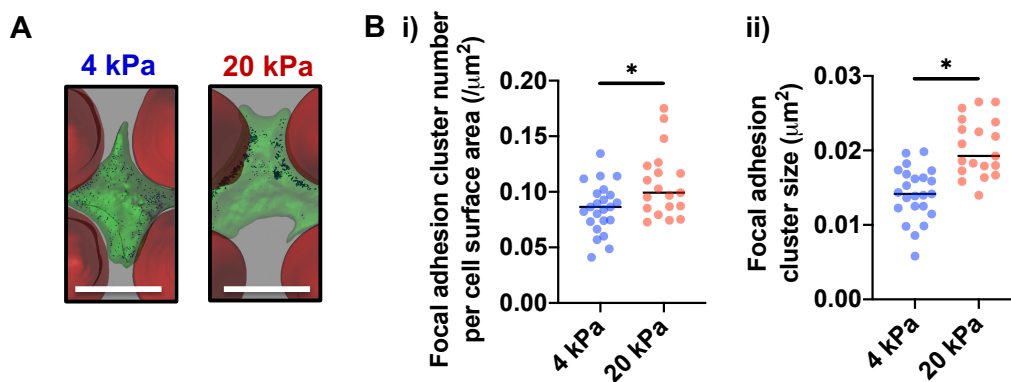 A
4 kPa
20 kPa
B i)
Focal adhesion cluster number
per cell surface area (/μm²)
0.20
0.15
0.10
0.05
0.00
*
4 kPa
20 kPa
ii)
Focal adhesion
cluster size (μm²)
0.03
0.02
0.01
0.00
*
4 kPa
20 kPa